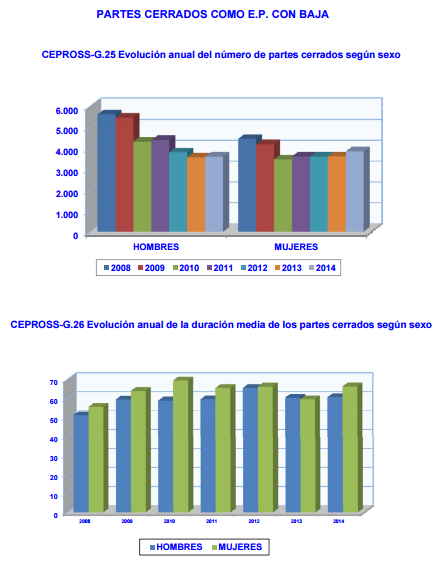 PARTES CERRADOS COMO E.P. CON BAJA
CEPROSS-G.25 Evolución anual del número de partes cerrados según sexo
6.000
5.000
4.000
3.000
2.000
1.000
0
HOMBRES MUJERES
2008 2009 2010 2011 2012 2013 2014
CEPROSS-G.26 Evolución anual de la duración media de los partes cerrados según sexo
70
60
50
40
30
20
10
0
2008 2009 2010 2011 2012 2013 2014
HOMBRES MUJERES